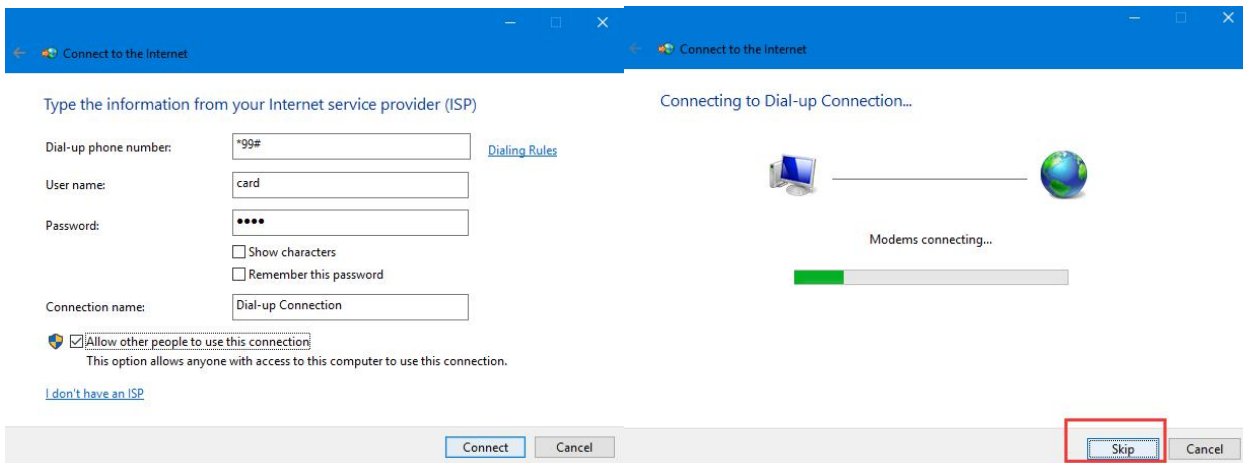 Connect to the Internet
Type the information from your Internet service provider (ISP)
Dial-up phone number:
*99#
Dialing Rules
User name:
card
Password:
••••
Show characters
Remember this password
Connection name:
Dial-up Connection
Allow other people to use this connection
This option allows anyone with access to this computer to use this connection.
I don't have an ISP
Connect
Cancel
Connect to the Internet
Connecting to Dial-up Connection...
Modems connecting...
Skip
Cancel